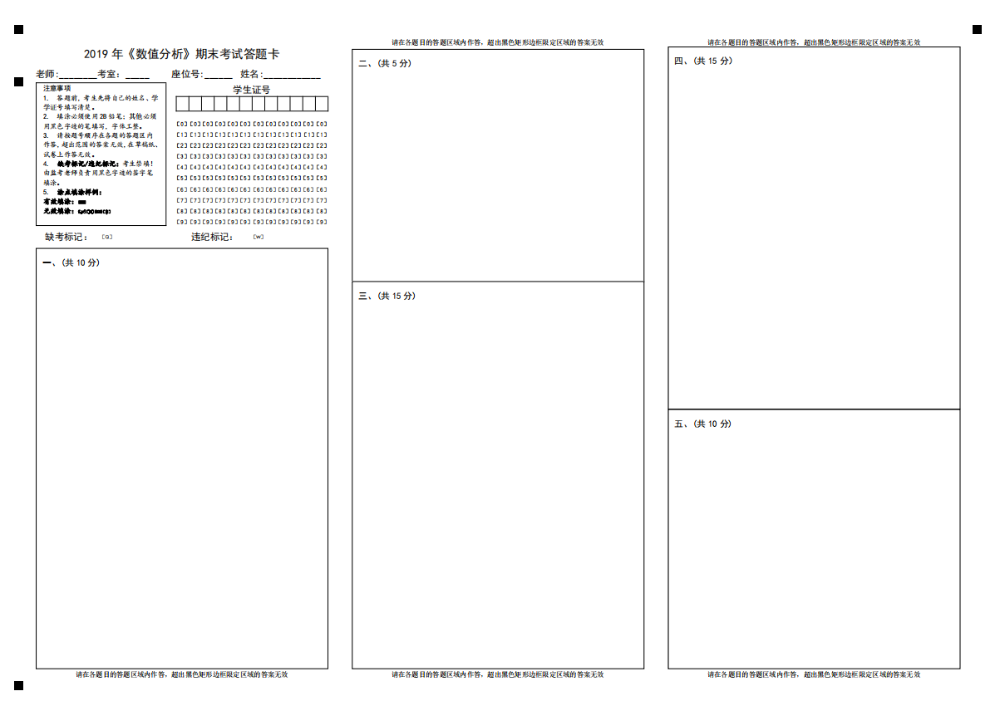 2019 年《数值分析》期末考试答题卡
老师:________考室: _____ 座位号:______ 姓名:____________
注意事项
1. 答题前,考生先将自己的姓名、学
学证号填写清楚。
2. 填涂必须使用 2B 铅笔; 其他必须
用黑色字迹的笔填写, 字体工整。
3. 请按题号顺序在各题的答题区内
作答,超出范围的答案无效,在草稿纸、
试卷上作答无效。
4. 缺考标记/违纪标记: 考生禁填!
由监考老师负责用黑色字迹的签字笔
填涂。
5. 涂点填涂样例:
有效填涂:
无效填涂:
学生证号
[0][0][0][0][0][0][0][0][0][0][0][0]
[1][1][1][1][1][1][1][1][1][1][1][1]
[2][2][2][2][2][2][2][2][2][2][2][2]
[3][3][3][3][3][3][3][3][3][3][3][3]
[4][4][4][4][4][4][4][4][4][4][4][4]
[5][5][5][5][5][5][5][5][5][5][5][5]
[6][6][6][6][6][6][6][6][6][6][6][6]
[7][7][7][7][7][7][7][7][7][7][7][7]
[8][8][8][8][8][8][8][8][8][8][8][8]
[9][9][9][9][9][9][9][9][9][9][9][9]
缺考标记: [Q] 违纪标记: [W]
一、(共 10 分)
请在各题目的答题区域内作答, 超出黑色矩形边框限定区域的答案无效
请在各题目的答题区域内作答, 超出黑色矩形边框限定区域的答案无效
二、(共 5 分)
三、(共 15 分)
请在各题目的答题区域内作答, 超出黑色矩形边框限定区域的答案无效
请在各题目的答题区域内作答, 超出黑色矩形边框限定区域的答案无效
四、(共 15 分)
五、(共 10 分)
请在各题目的答题区域内作答, 超出黑色矩形边框限定区域的答案无效